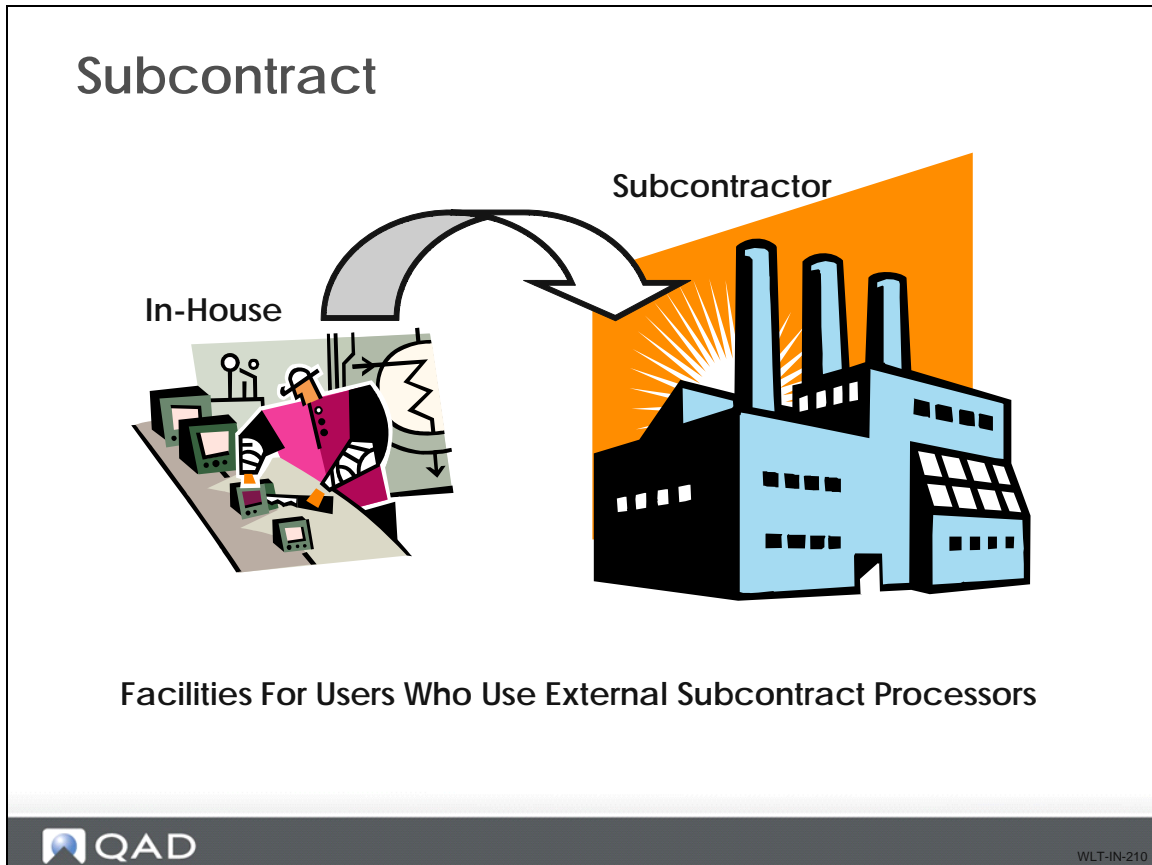 Subcontract
Subcontractor
In-House
Facilities For Users Who Use External Subcontract Processors
QAD
WLT-IN-210